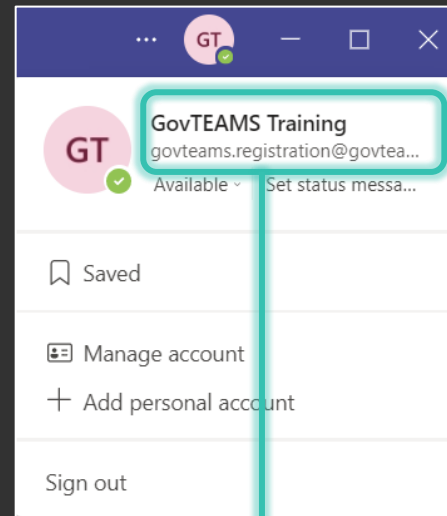 ... GT
GovTEAMS Training
GT
govteams.registration@govtea...
Available Set status messa...
Saved
Manage account
Add personal account
Sign out